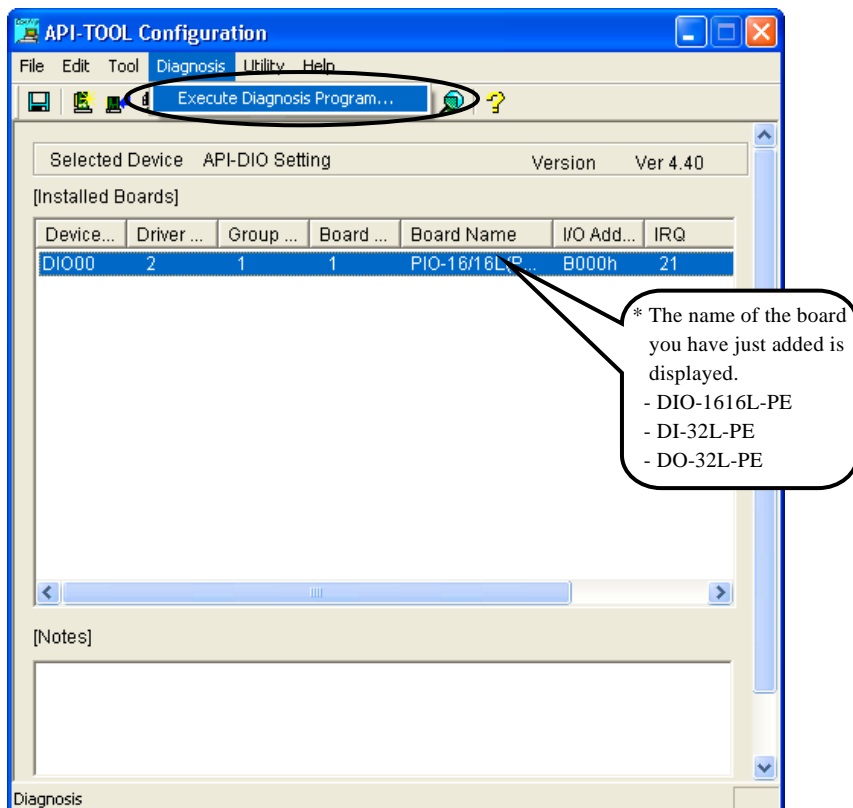 API-TOOL Configuration
File Edit Tool Diagnosis Utility Help
Execute Diagnosis Program...
Selected Device API-DIO Setting Version Ver 4.40
[Installed Boards]
Device... Driver ... Group ... Board ... Board Name I/O Add... IRQ
DIO00 2 1 1 PIO-16/16L(P... B000h 21
* The name of the board
you have just added is
displayed.
- DIO-1616L-PE
- DI-32L-PE
- DO-32L-PE
[Notes]
Diagnosis